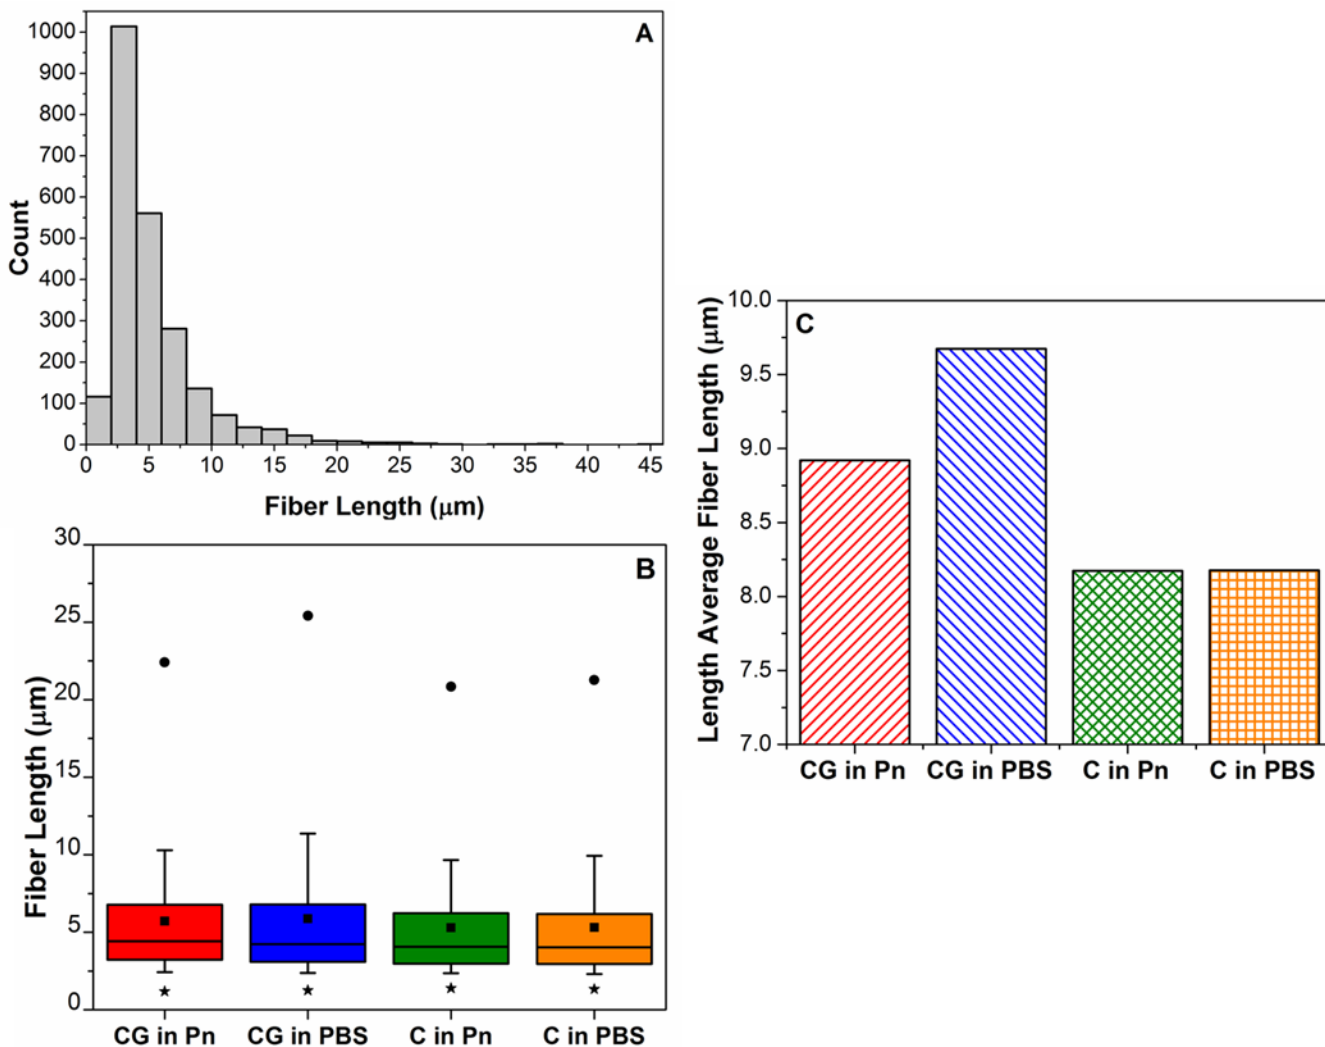 A
1000
900
800
700
600
500
400
300
200
100
0
Count
0 5 10 15 20 25 30 35 40 45
Fiber Length (μm)
B
30
25
20
15
10
5
0
Fiber Length (μm)
CG in Pn CG in PBS C in Pn C in PBS
C
10.0
9.5
9.0
8.5
8.0
7.5
7.0
Length Average Fiber Length (μm)
CG in Pn CG in PBS C in Pn C in PBS